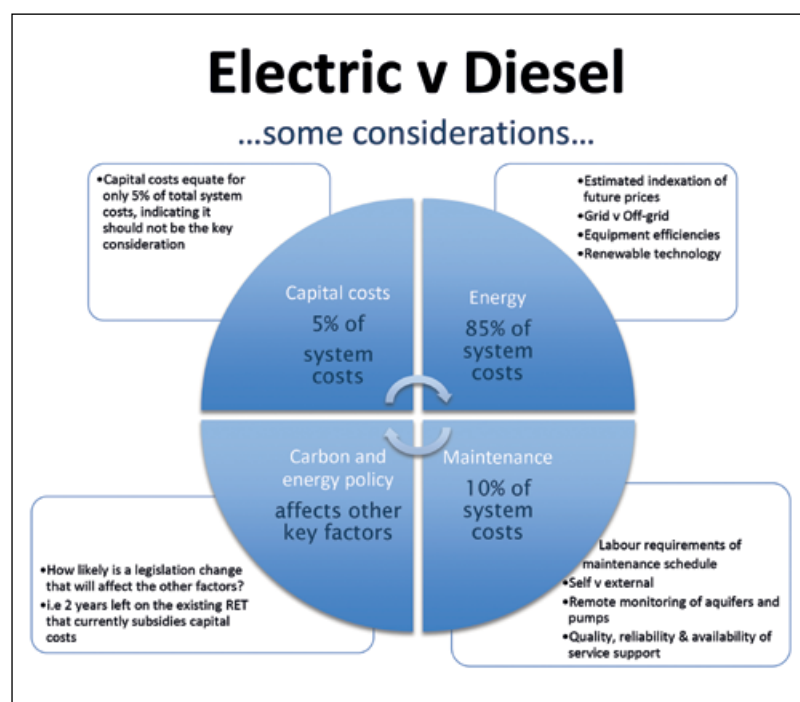 Electric v Diesel
...some considerations...
•Capital costs equate for
only 5% of total system
costs, indicating it
should not be the key
consideration
•Estimated indexation of
future prices
•Grid v Off-grid
•Equipment efficiencies
•Renewable technology
Capital costs
5% of
system
costs
Energy
85% of
system
costs
Carbon and
energy policy
affects other
key factors
Maintenance
10% of
system
costs
•How likely is a legislation change
that will affect the other factors?
•i.e 2 years left on the existing RET
that currently subsidies capital
costs
Labour requirements of
maintenance schedule
•Self v external
•Remote monitoring of aquifers and
pumps
•Quality, reliability & availability of
service support